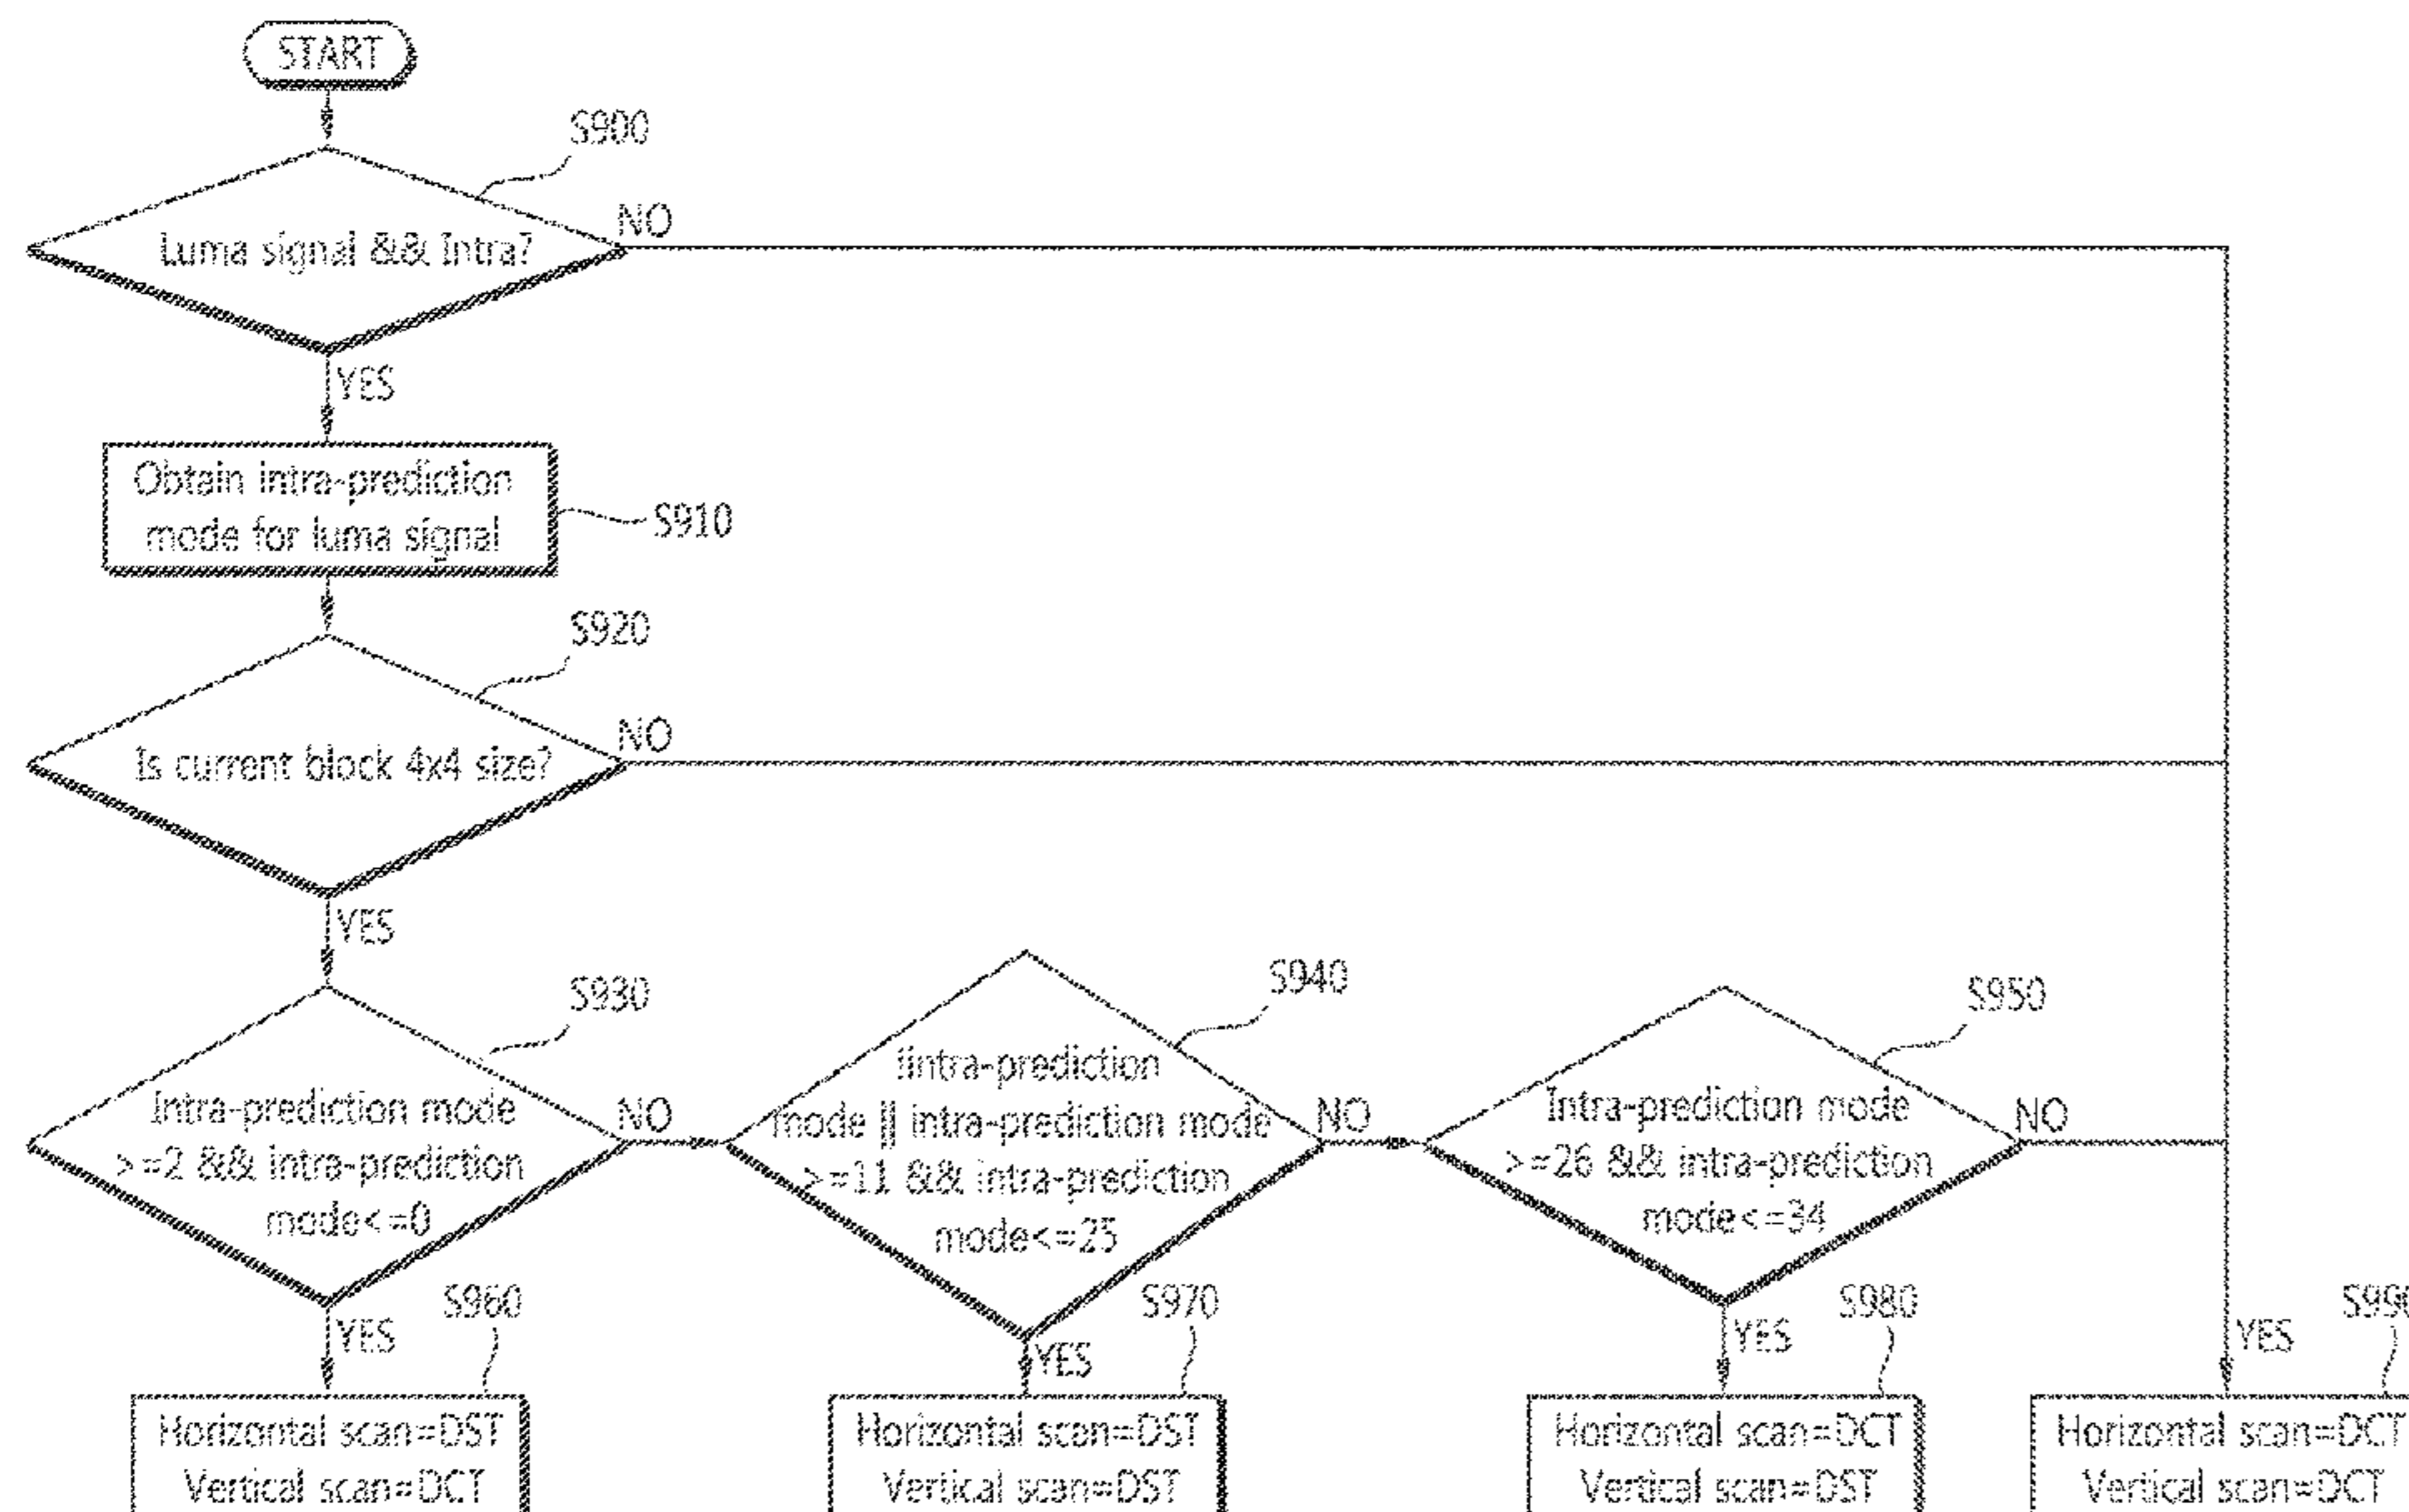 START
S900
NO
Luma signal && Intra?
YES
Obtain intra-prediction
mode for luma signal
S910
S920
NO
Is current block 4x4 size?
YES
S930
Intra-prediction mode
>=2 && intra-prediction
mode<=0
NO
S940
!intra-prediction
mode || intra-prediction mode
>=11 && intra-prediction
mode<=25
NO
S950
Intra-prediction mode
>=26 && intra-prediction
mode<=34
NO
YES
S960
YES
S970
YES
S980
YES
S990
Horizontal scan=DST
Vertical scan=DCT
Horizontal scan=DST
Vertical scan=DST
Horizontal scan=DCT
Vertical scan=DST
Horizontal scan=DCT
Vertical scan=DCT